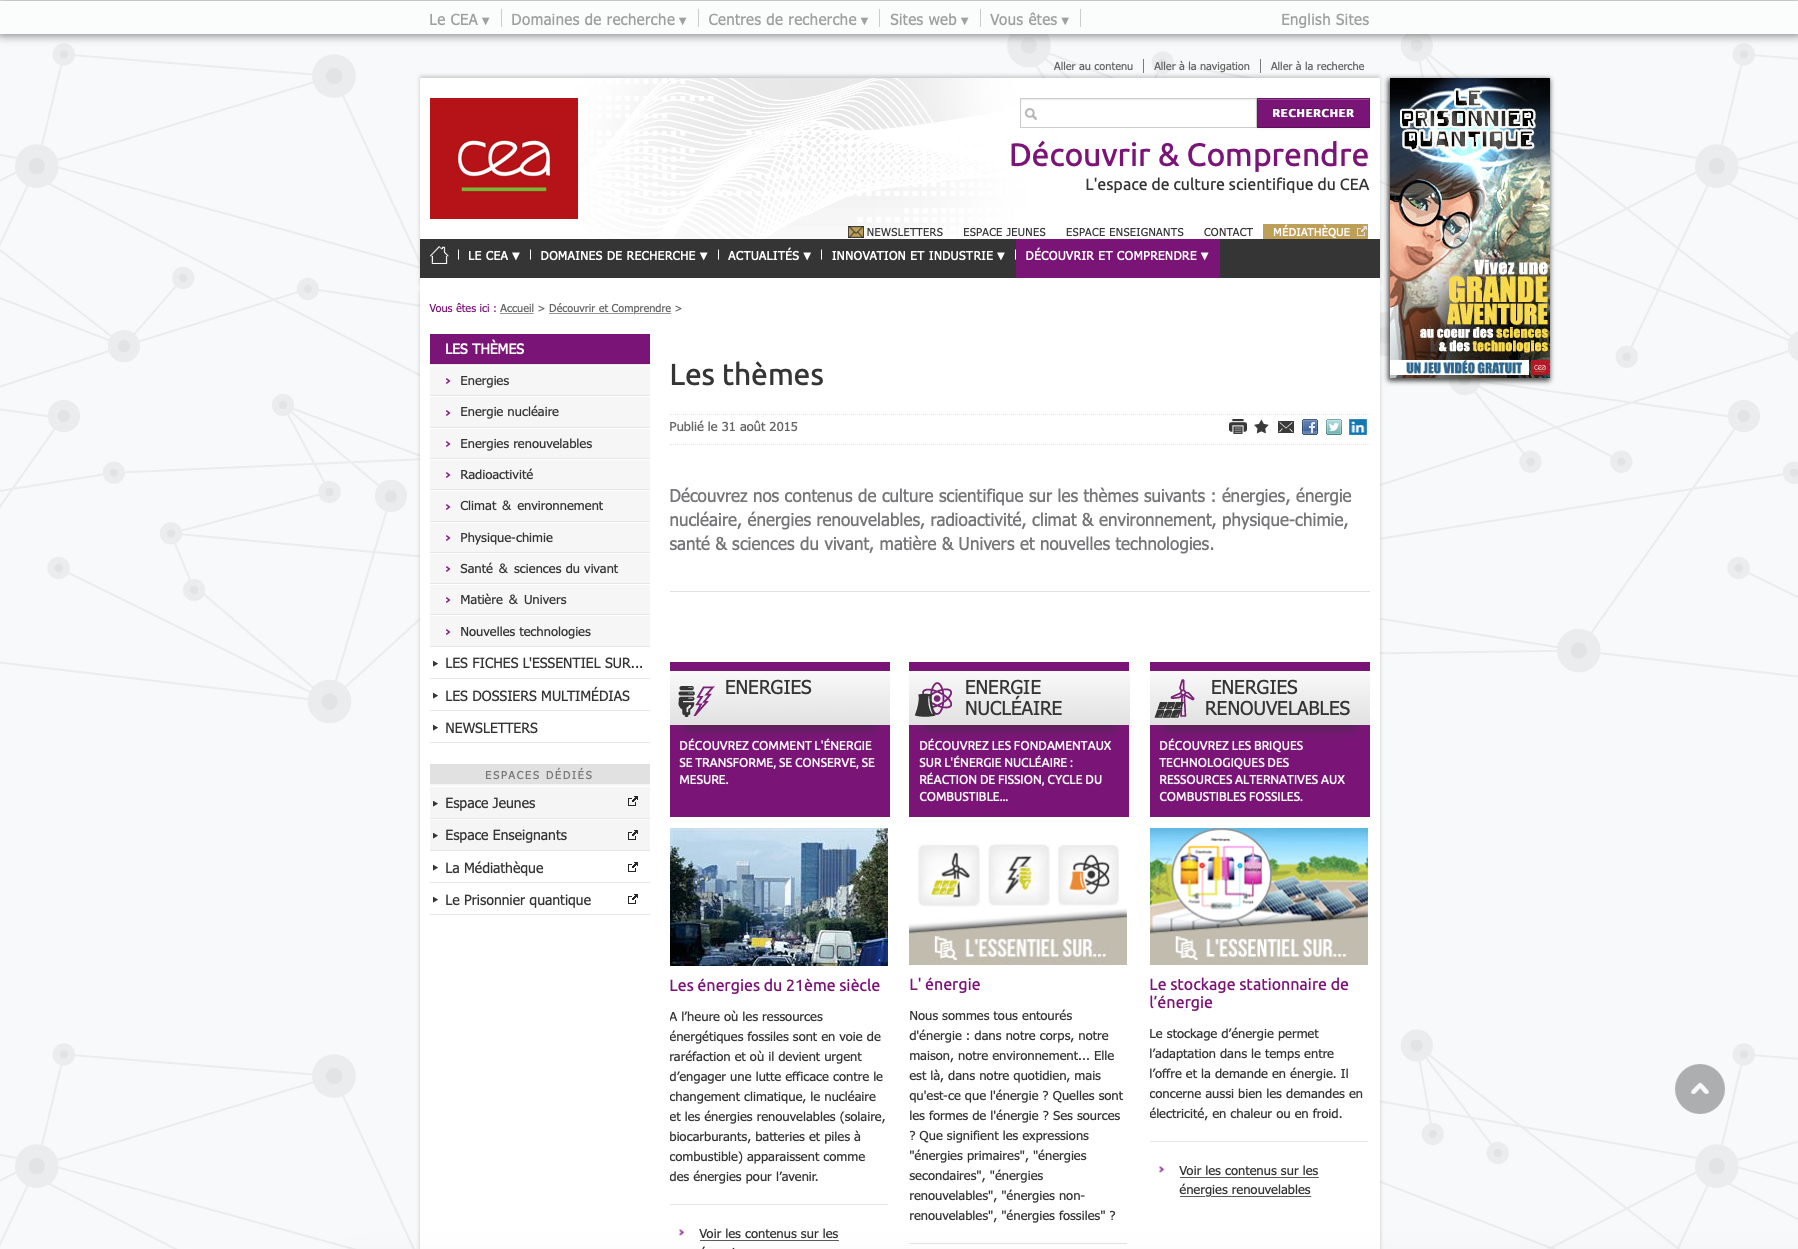 Le CEA ▾ Domaines de recherche ▾ Centres de recherche ▾ Sites web ▾ Vous êtes ▾ English Sites
Aller au contenu Aller à la navigation Aller à la recherche
cea
RECHERCHER
Découvrir & Comprendre
L'espace de culture scientifique du CEA
NEWSLETTERS ESPACE JEUNES ESPACE ENSEIGNANTS CONTACT MÉDIATHÈQUE
LE CEA ▾ DOMAINES DE RECHERCHE ▾ ACTUALITÉS ▾ INNOVATION ET INDUSTRIE ▾ DÉCOUVRIR ET COMPRENDRE ▾
LE
PRISONNIER
QUANTIQUE
Vivez une
GRANDE
AVENTURE
au coeur des sciences
& des technologies
UN JEU VIDÉO GRATUIT cea
Vous êtes ici : Accueil > Découvrir et Comprendre >
LES THÈMES
Energies
Energie nucléaire
Energies renouvelables
Radioactivité
Climat & environnement
Physique-chimie
Santé & sciences du vivant
Matière & Univers
Nouvelles technologies
LES FICHES L'ESSENTIEL SUR...
LES DOSSIERS MULTIMÉDIAS
NEWSLETTERS
ESPACES DÉDIÉS
Espace Jeunes
Espace Enseignants
La Médiathèque
Le Prisonnier quantique
Les thèmes
Publié le 31 août 2015
Découvrez nos contenus de culture scientifique sur les thèmes suivants : énergies, énergie
nucléaire, énergies renouvelables, radioactivité, climat & environnement, physique-chimie,
santé & sciences du vivant, matière & Univers et nouvelles technologies.
ENERGIES
DÉCOUVREZ COMMENT L'ÉNERGIE
SE TRANSFORME, SE CONSERVE, SE
MESURE.
Les énergies du 21ème siècle
A l’heure où les ressources
énergétiques fossiles sont en voie de
raréfaction et où il devient urgent
d’engager une lutte efficace contre le
changement climatique, le nucléaire
et les énergies renouvelables (solaire,
biocarburants, batteries et piles à
combustible) apparaissent comme
des énergies pour l’avenir.
Voir les contenus sur les
ENERGIE
NUCLÉAIRE
DÉCOUVREZ LES FONDAMENTAUX
SUR L'ÉNERGIE NUCLÉAIRE :
RÉACTION DE FISSION, CYCLE DU
COMBUSTIBLE...
L'ESSENTIEL SUR...
L' énergie
Nous sommes tous entourés
d'énergie : dans notre corps, notre
maison, notre environnement... Elle
est là, dans notre quotidien, mais
qu'est-ce que l'énergie ? Quelles sont
les formes de l'énergie ? Ses sources
? Que signifient les expressions
"énergies primaires", "énergies
secondaires", "énergies
renouvelables", "énergies non-
renouvelables", "énergies fossiles" ?
ENERGIES
RENOUVELABLES
DÉCOUVREZ LES BRIQUES
TECHNOLOGIQUES DES
RESSOURCES ALTERNATIVES AUX
COMBUSTIBLES FOSSILES.
L'ESSENTIEL SUR...
Le stockage stationnaire de
l’énergie
Le stockage d’énergie permet
l’adaptation dans le temps entre
l’offre et la demande en énergie. Il
concerne aussi bien les demandes en
électricité, en chaleur ou en froid.
Voir les contenus sur les
énergies renouvelables